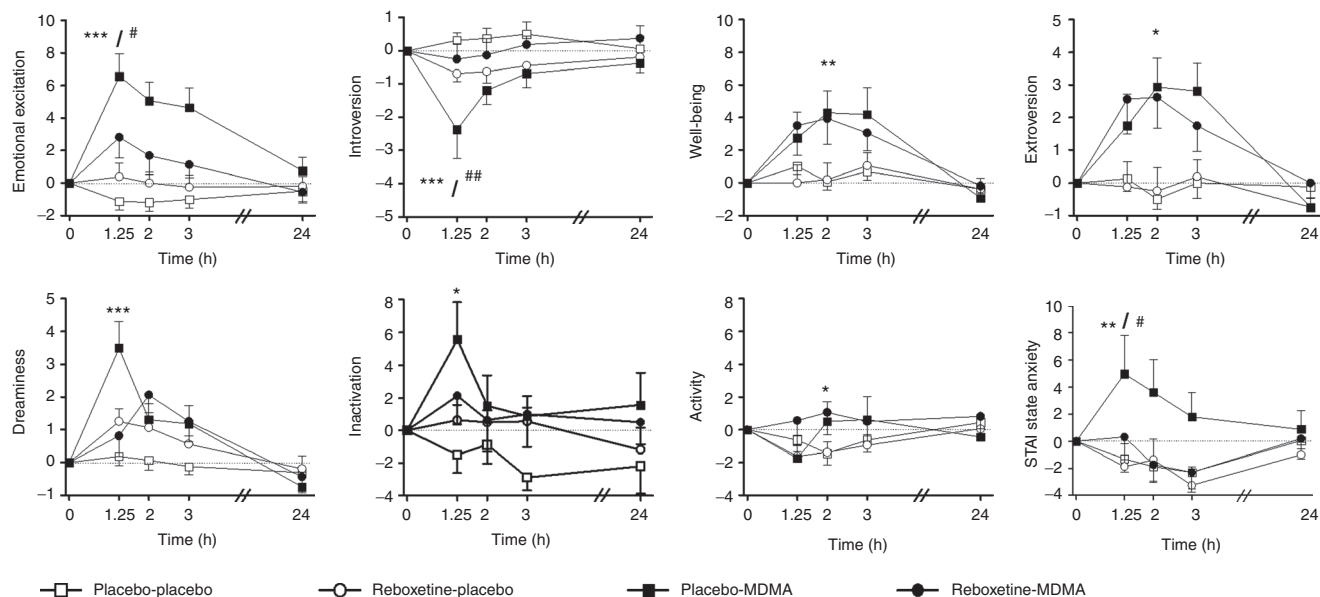 Emotional excitation
10
8
6
4
2
0
−2
*** / #
0 1.25 2 3 24
Time (h)
Introversion
1
0
−1
−2
−3
−4
−5
*** / ##
0 1.25 2 3 24
Time (h)
Well-being
10
8
6
4
2
0
−2
**
0 1.25 2 3 24
Time (h)
Extroversion
5
4
3
2
1
0
−1
*
0 1.25 2 3 24
Time (h)
Dreaminess
5
4
3
2
1
0
−1
***
0 1.25 2 3 24
Time (h)
Inactivation
8
6
4
2
0
−2
−4
*
0 1.25 2 3 24
Time (h)
Activity
8
6
4
2
0
−2
−4
*
0 1.25 2 3 24
Time (h)
STAI state anxiety
10
8
6
4
2
0
−2
−4
** / #
0 1.25 2 3 24
Time (h)
Placebo-placebo Reboxetine-placebo Placebo-MDMA Reboxetine-MDMA